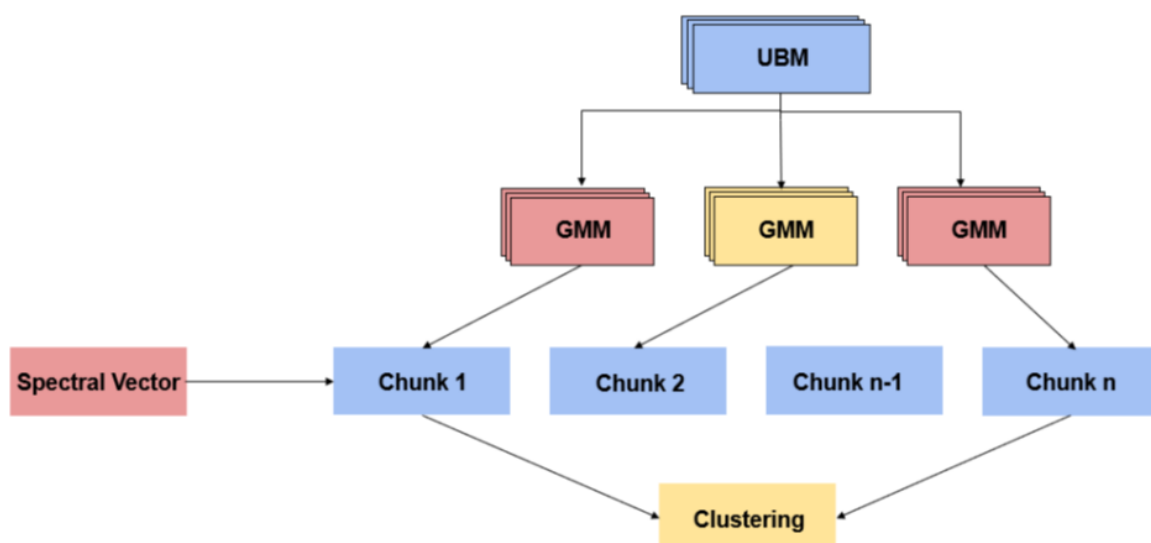 UBM
GMM
GMM
GMM
Spectral Vector
Chunk 1
Chunk 2
Chunk n-1
Chunk n
Clustering